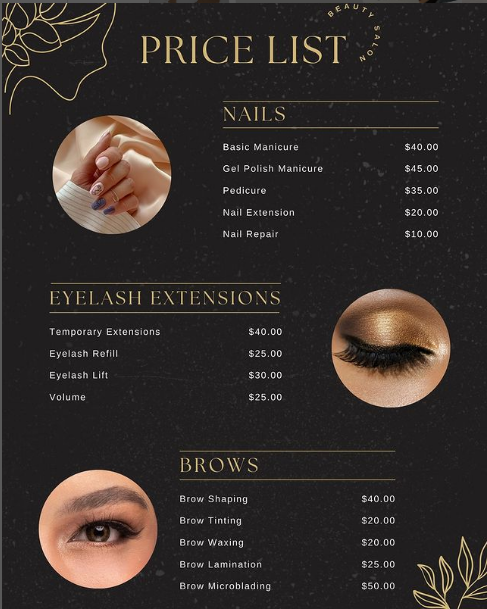 BEAUTY SALON
PRICE LIST
NAILS
Basic Manicure $40.00
Gel Polish Manicure $45.00
Pedicure $35.00
Nail Extension $20.00
Nail Repair $10.00
EYELASH EXTENSIONS
Temporary Extensions $40.00
Eyelash Refill $25.00
Eyelash Lift $30.00
Volume $25.00
BROWS
Brow Shaping $40.00
Brow Tinting $20.00
Brow Waxing $20.00
Brow Lamination $25.00
Brow Microblading $50.00